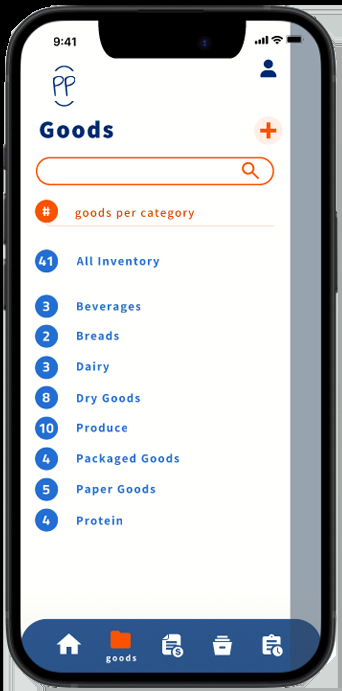 9:41
PP
Goods
# goods per category
41 All Inventory
3 Beverages
2 Breads
3 Dairy
8 Dry Goods
10 Produce
4 Packaged Goods
5 Paper Goods
4 Protein
$
goods